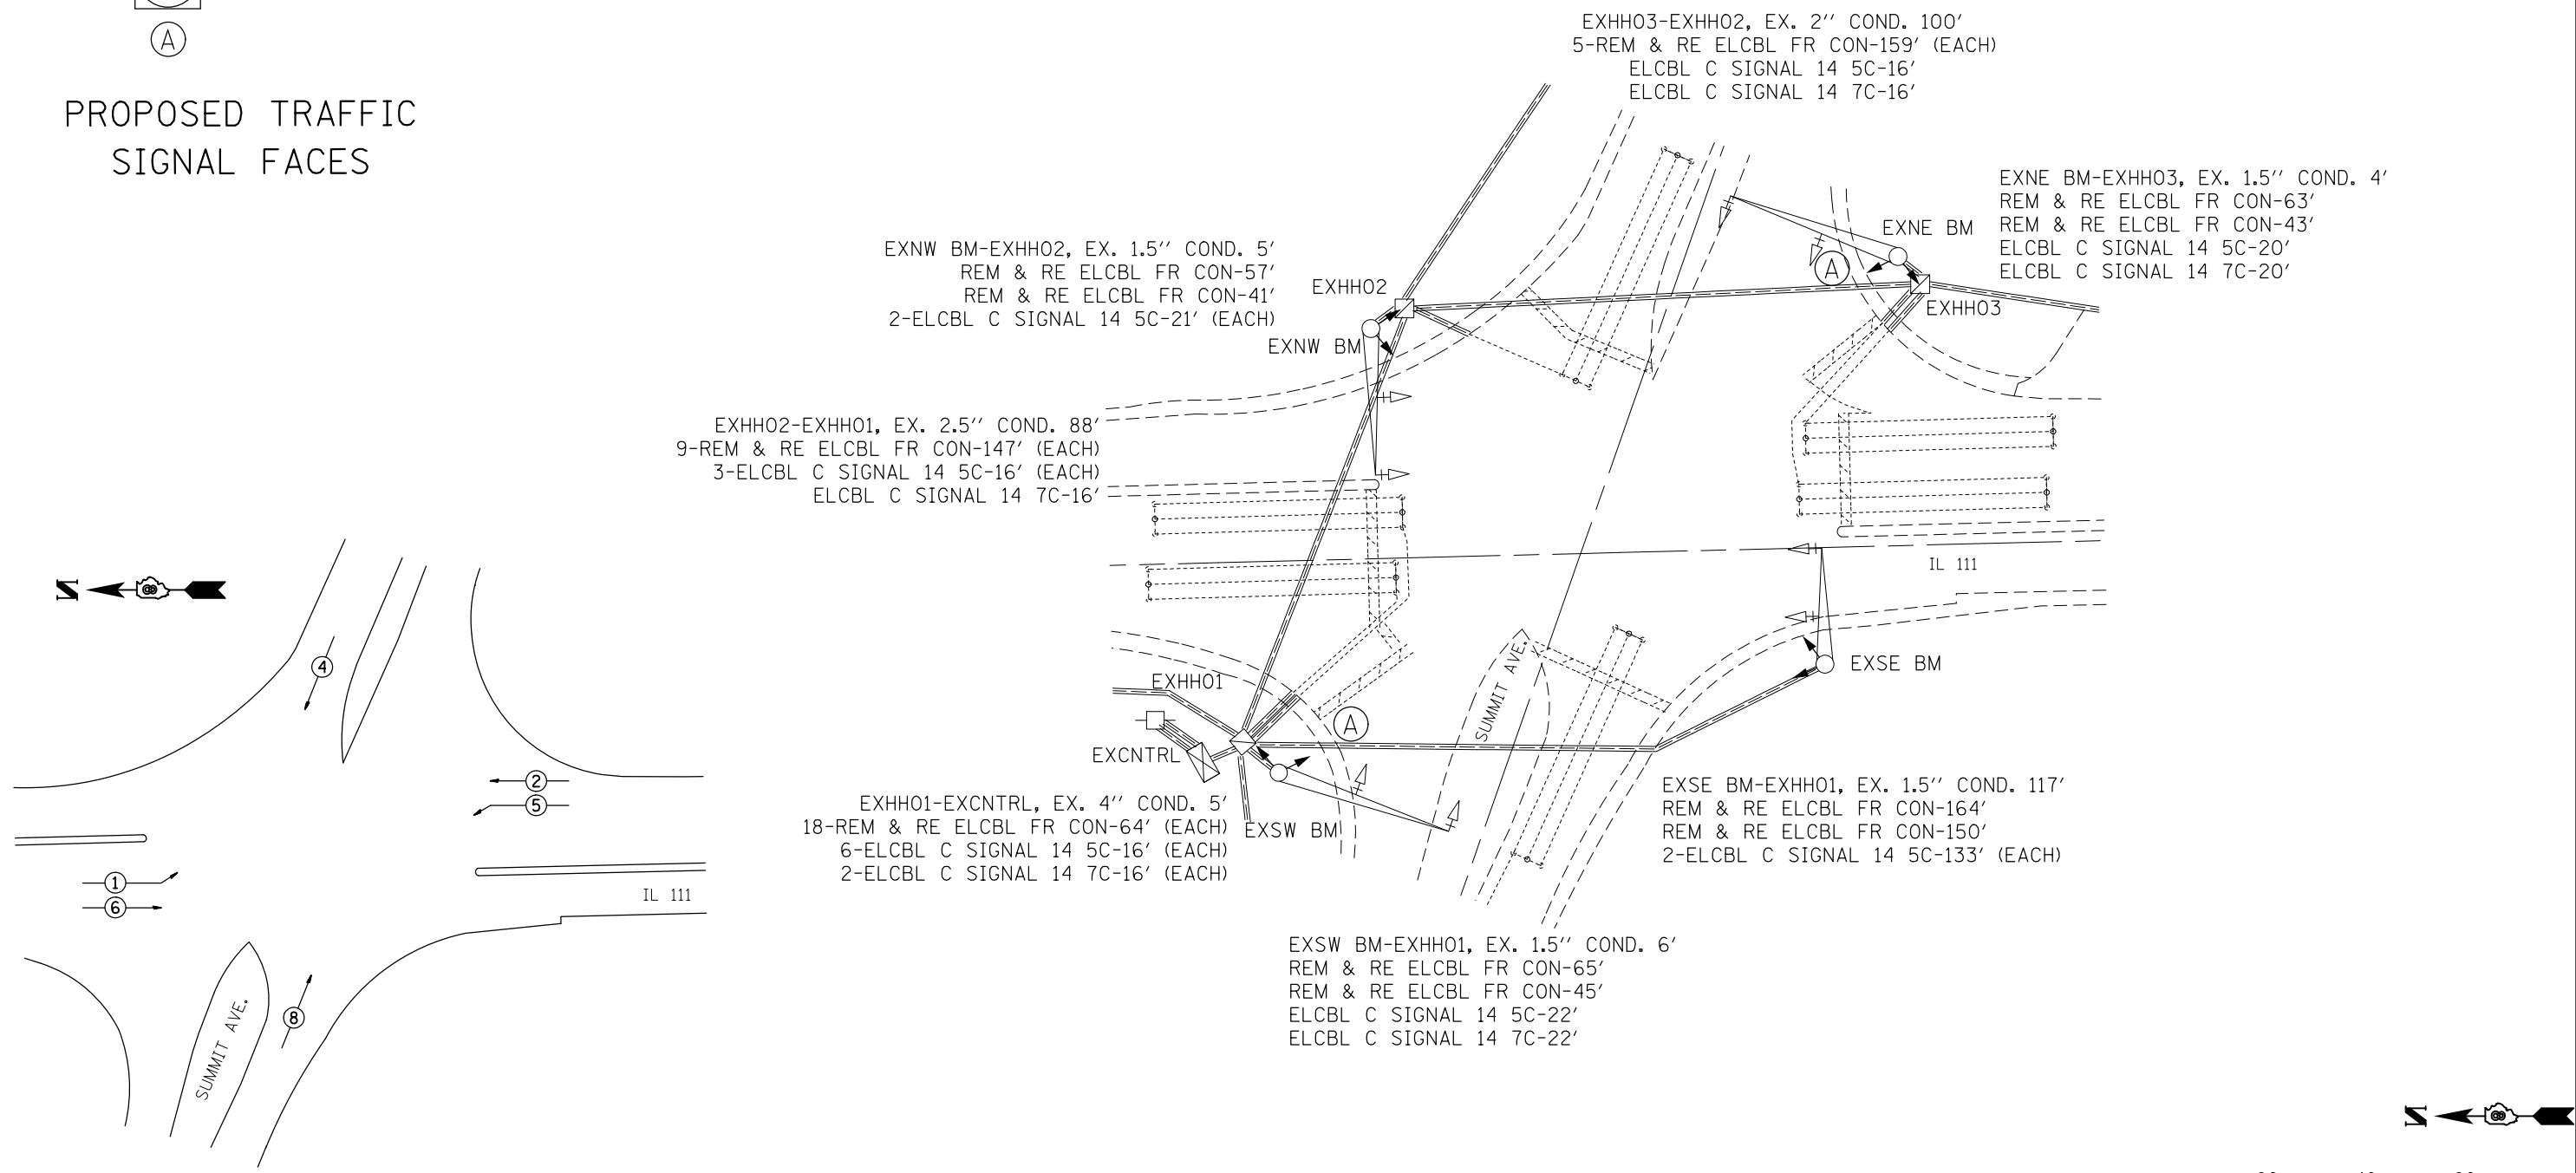 A
PROPOSED TRAFFIC
SIGNAL FACES
EXHH03-EXHH02, EX. 2'' COND. 100'
5-REM & RE ELCBL FR CON-159' (EACH)
ELCBL C SIGNAL 14 5C-16'
ELCBL C SIGNAL 14 7C-16'
EXNE BM-EXHH03, EX. 1.5'' COND. 4'
REM & RE ELCBL FR CON-63'
REM & RE ELCBL FR CON-43'
ELCBL C SIGNAL 14 5C-20'
ELCBL C SIGNAL 14 7C-20'
EXNE BM
A
EXHH03
EXNW BM-EXHH02, EX. 1.5'' COND. 5'
REM & RE ELCBL FR CON-57'
REM & RE ELCBL FR CON-41'
2-ELCBL C SIGNAL 14 5C-21' (EACH)
EXHH02
EXNW BM
EXHH02-EXHH01, EX. 2.5'' COND. 88'
9-REM & RE ELCBL FR CON-147' (EACH)
3-ELCBL C SIGNAL 14 5C-16' (EACH)
ELCBL C SIGNAL 14 7C-16'
IL 111
N
4
2
5
1
6
IL 111
8
SUMMIT AVE.
EXHH01
SUMMIT AVE.
EXSE BM
A
EXCNTRL
EXHH01-EXCNTRL, EX. 4'' COND. 5'
18-REM & RE ELCBL FR CON-64' (EACH)
6-ELCBL C SIGNAL 14 5C-16' (EACH)
2-ELCBL C SIGNAL 14 7C-16' (EACH)
EXSW BM
EXSE BM-EXHH01, EX. 1.5'' COND. 117'
REM & RE ELCBL FR CON-164'
REM & RE ELCBL FR CON-150'
2-ELCBL C SIGNAL 14 5C-133' (EACH)
EXSW BM-EXHH01, EX. 1.5'' COND. 6'
REM & RE ELCBL FR CON-65'
REM & RE ELCBL FR CON-45'
ELCBL C SIGNAL 14 5C-22'
ELCBL C SIGNAL 14 7C-22'
N